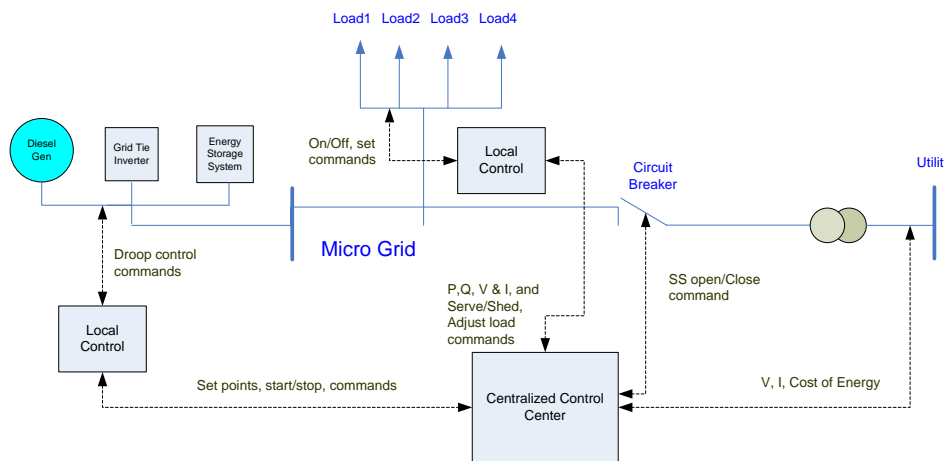 Load1 Load2 Load3 Load4
Diesel
Gen
Grid Tie
Inverter
Energy
Storage
System
On/Off, set
commands
Local
Control
Circuit
Breaker
Utilit
Micro Grid
Droop control
commands
SS open/Close
command
P,Q, V & I, and
Serve/Shed,
Adjust load
commands
Local
Control
Set points, start/stop, commands
Centralized Control
Center
V, I, Cost of Energy